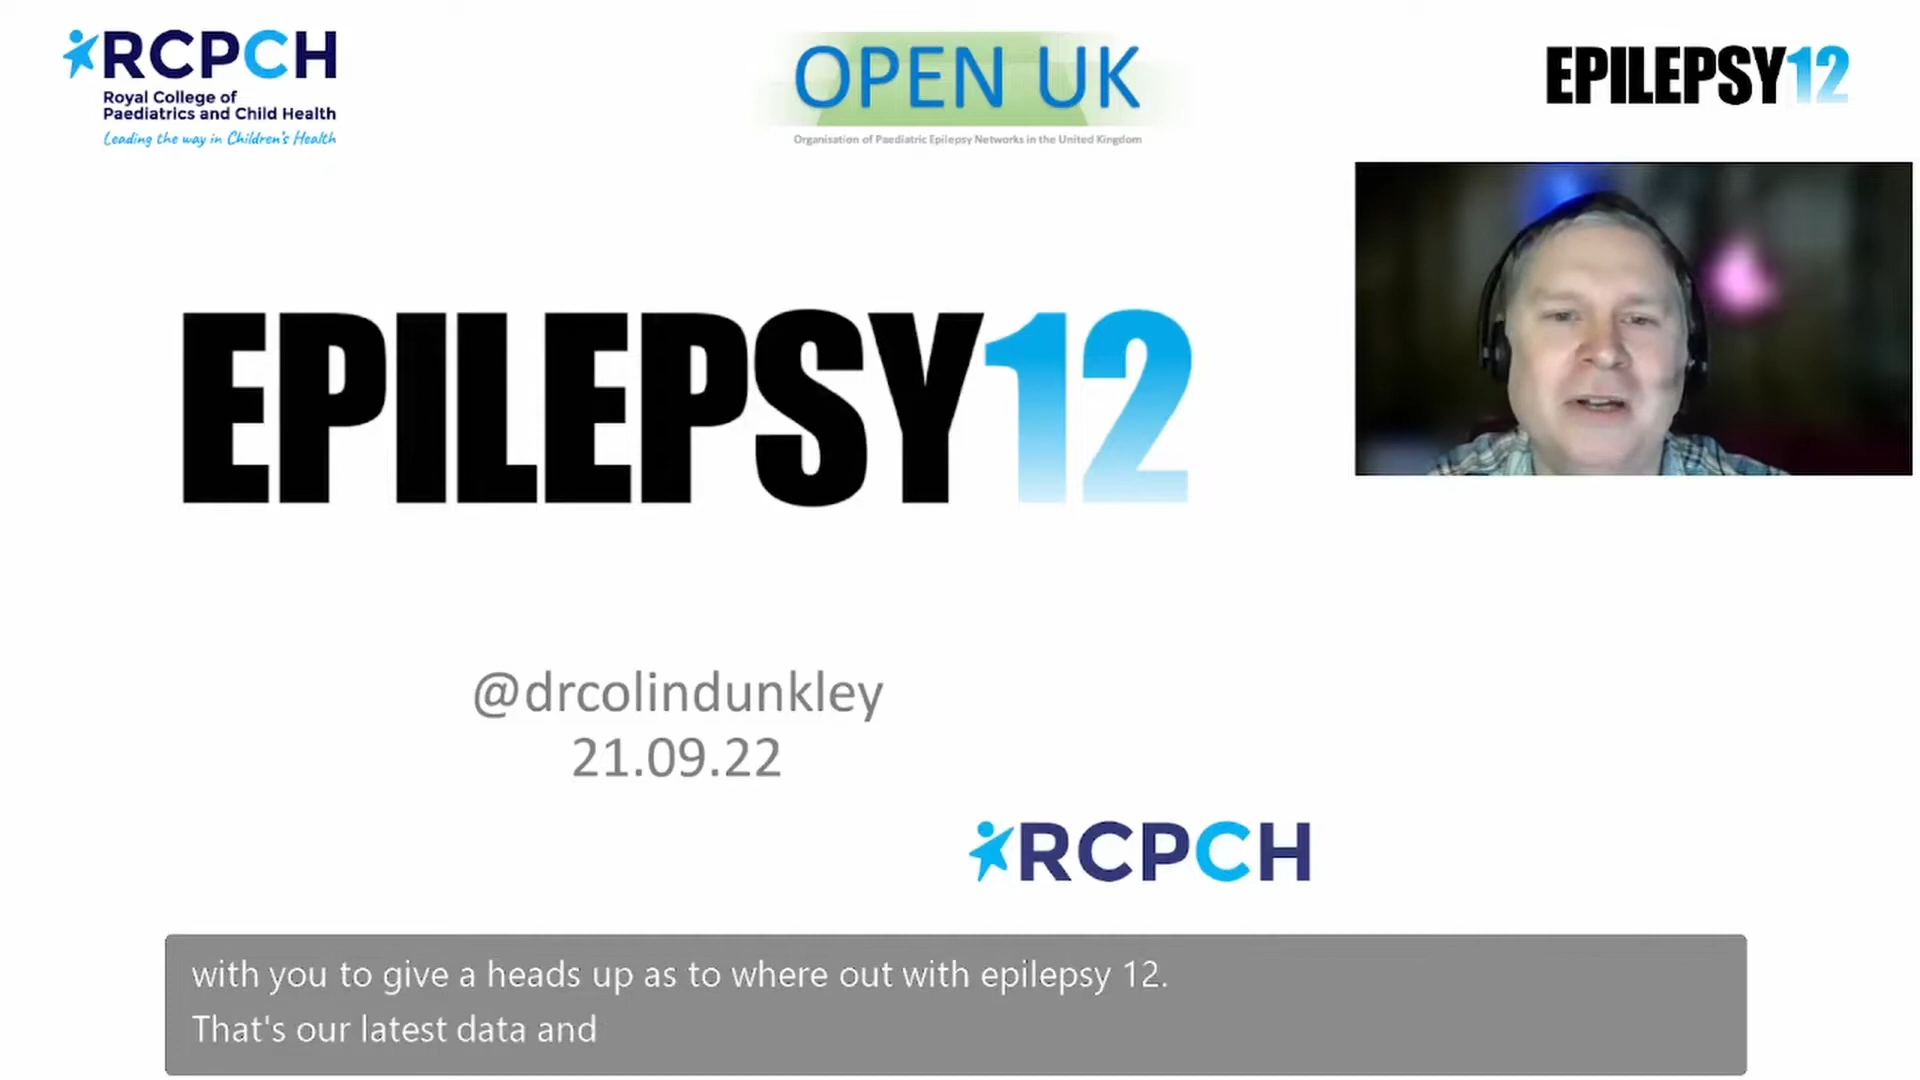 RCPCH
Royal College of
Paediatrics and Child Health
Leading the way in Children's Health
OPEN UK
Organisation of Paediatric Epilepsy Networks in the United Kingdom
EPILEPSY12
EPILEPSY12
@drcolindunkley
21.09.22
RCPCH
with you to give a heads up as to where out with epilepsy 12.
That's our latest data and